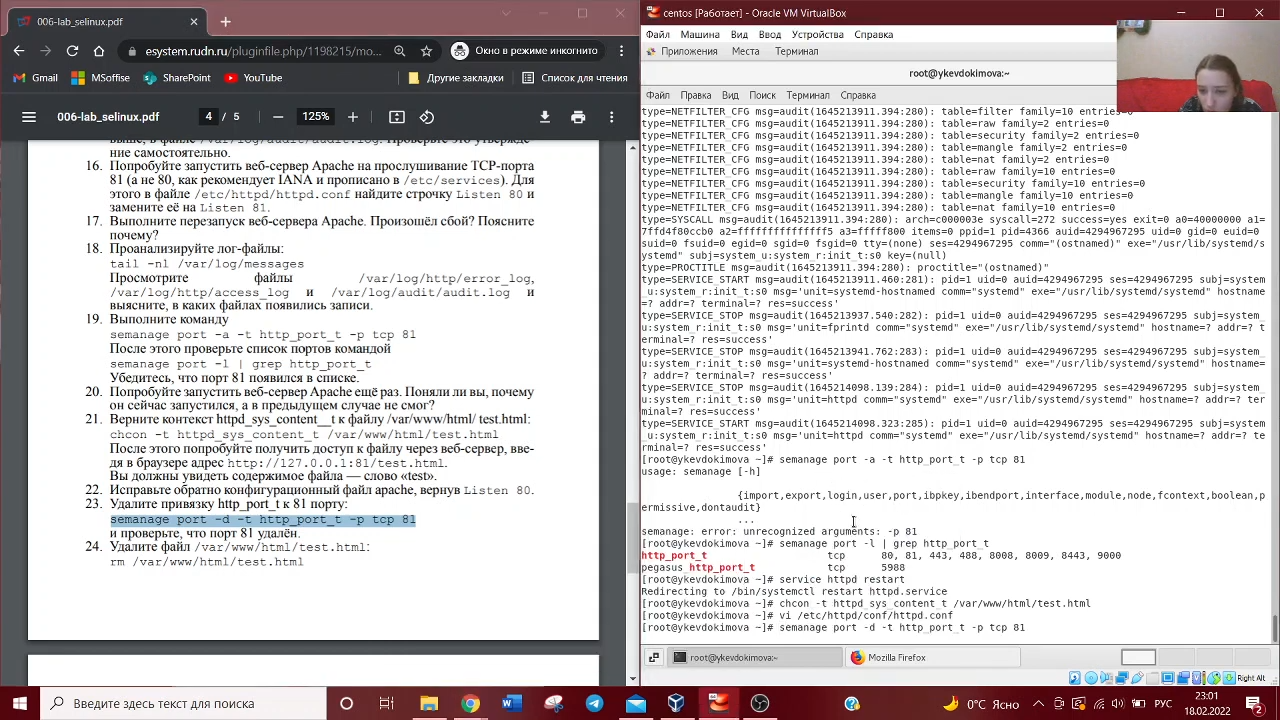 006-lab_selinux
esystem.rudn.ru/pluginfile.php/1198215/mo...
Окно в режиме инкогнито
Gmail
MSoffise
SharePoint
YouTube
Другие закладки
Список для чтения
006-lab_selinux.pdf
4 / 5
125%
ние самостоятельно.
16. Попробуйте запустить веб-сервер Apache на прослушивание TCP-порта
81 (а не 80, как рекомендует IANA и прописано в /etc/services). Для
этого в файле /etc/httpd/httpd.conf найдите строчку Listen 80 и
замените её на Listen 81.
17. Выполните перезапуск веб-сервера Apache. Произошёл сбой? Поясните
почему?
18. Проанализируйте лог-файлы:
tail -nl /var/log/messages
Просмотрите файлы /var/log/http/error_log,
/var/log/http/access_log и /var/log/audit/audit.log и
выясните, в каких файлах появились записи.
19. Выполните команду
semanage port -a -t http_port_t -р tcp 81
После этого проверьте список портов командой
semanage port -l | grep http_port_t
Убедитесь, что порт 81 появился в списке.
20. Попробуйте запустить веб-сервер Apache ещё раз. Поняли ли вы, почему
он сейчас запустился, а в предыдущем случае не смог?
21. Верните контекст httpd_sys_cоntent__t к файлу /var/www/html/ test.html:
chcon -t httpd_sys_content_t /var/www/html/test.html
После этого попробуйте получить доступ к файлу через веб-сервер, вве-
дя в браузере адрес http://127.0.0.1:81/test.html.
Вы должны увидеть содержимое файла — слово «test».
22. Исправьте обратно конфигурационный файл apache, вернув Listen 80.
23. Удалите привязку http_port_t к 81 порту:
semanage port -d -t http_port_t -p tcp 81
и проверьте, что порт 81 удалён.
24. Удалите файл /var/www/html/test.html:
rm /var/www/html/test.html
centos [Работает] - Oracle VM VirtualBox
Файл Машина Вид Ввод Устройства Справка
Приложения Места Терминал
root@ykevdokimova:~
Файл Правка Вид Поиск Терминал Справка
type=NETFILTER_CFG msg=audit(1645213911.394:280): table=filter family=10 entries=0
type=NETFILTER_CFG msg=audit(1645213911.394:280): table=raw family=2 entries=0
type=NETFILTER_CFG msg=audit(1645213911.394:280): table=security family=2 entries=0
type=NETFILTER_CFG msg=audit(1645213911.394:280): table=mangle family=2 entries=0
type=NETFILTER_CFG msg=audit(1645213911.394:280): table=nat family=2 entries=0
type=NETFILTER_CFG msg=audit(1645213911.394:280): table=raw family=10 entries=0
type=NETFILTER_CFG msg=audit(1645213911.394:280): table=security family=10 entries=0
type=NETFILTER_CFG msg=audit(1645213911.394:280): table=mangle family=10 entries=0
type=NETFILTER_CFG msg=audit(1645213911.394:280): table=nat family=10 entries=0
type=SYSCALL msg=audit(1645213911.394:280): arch=c000003e syscall=272 success=yes exit=0 a0=40000000 a1=
7ffd4f80ccb0 a2=fffffffffffffff5 a3=fffff800 items=0 ppid=1 pid=4366 auid=4294967295 uid=0 gid=0 euid=0
suid=0 fsuid=0 egid=0 sgid=0 fsgid=0 tty=(none) ses=4294967295 comm="(ostnamed)" exe="/usr/lib/systemd/s
ystemd" subj=system_u:system_r:init_t:s0 key=(null)
type=PROCTITLE msg=audit(1645213911.394:280): proctitle="(ostnamed)"
type=SERVICE_START msg=audit(1645213911.460:281): pid=1 uid=0 auid=4294967295 ses=4294967295 subj=system
_u:system_r:init_t:s0 msg='unit=systemd-hostnamed comm="systemd" exe="/usr/lib/systemd/systemd" hostname
=? addr=? terminal=? res=success'
type=SERVICE_STOP msg=audit(1645213937.540:282): pid=1 uid=0 auid=4294967295 ses=4294967295 subj=system_
u:system_r:init_t:s0 msg='unit=fprintd comm="systemd" exe="/usr/lib/systemd/systemd" hostname=? addr=? t
erminal=? res=success'
type=SERVICE_STOP msg=audit(1645213941.762:283): pid=1 uid=0 auid=4294967295 ses=4294967295 subj=system_
u:system_r:init_t:s0 msg='unit=systemd-hostnamed comm="systemd" exe="/usr/lib/systemd/systemd" hostname=
? addr=? terminal=? res=success'
type=SERVICE_STOP msg=audit(1645214098.139:284): pid=1 uid=0 auid=4294967295 ses=4294967295 subj=system_
u:system_r:init_t:s0 msg='unit=httpd comm="systemd" exe="/usr/lib/systemd/systemd" hostname=? addr=? ter
minal=? res=success'
type=SERVICE_START msg=audit(1645214098.323:285): pid=1 uid=0 auid=4294967295 ses=4294967295 subj=system
_u:system_r:init_t:s0 msg='unit=httpd comm="systemd" exe="/usr/lib/systemd/systemd" hostname=? addr=? te
rminal=? res=success'
[root@ykevdokimova ~]# semanage port -a -t http_port_t -р tcp 81
usage: semanage [-h]
{import,export,login,user,port,ibpkey,ibendport,interface,module,node,fcontext,boolean,p
ermissive,dontaudit}
...
semanage: error: unrecognized arguments: -р 81
[root@ykevdokimova ~]# semanage port -l | grep http_port_t
http_port_t tcp 80, 81, 443, 488, 8008, 8009, 8443, 9000
pegasus_http_port_t tcp 5988
[root@ykevdokimova ~]# service httpd restart
Redirecting to /bin/systemctl restart httpd.service
[root@ykevdokimova ~]# chcon -t httpd_sys_content_t /var/www/html/test.html
[root@ykevdokimova ~]# vi /etc/httpd/conf/httpd.conf
[root@ykevdokimova ~]# semanage port -d -t http_port_t -p tcp 81
root@ykevdokimova:~
Mozilla Firefox
Right Alt
Введите здесь текст для поиска
0°C Ясно
РУС
23:01
18.02.2022
2